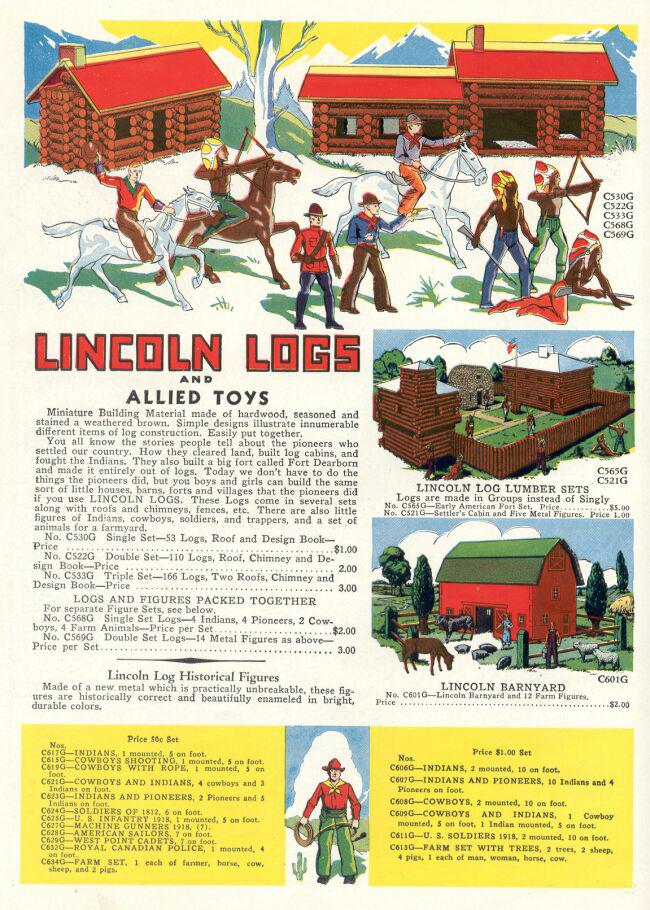 C530G
C522G
C533G
C568G
C569G
LINCOLN LOGS
AND
ALLIED TOYS
Miniature Building Material made of hardwood, seasoned and
stained a weathered brown. Simple designs illustrate innumerable
different items of log construction. Easily put together.
You all know the stories people tell about the pioneers who
settled our country. How they cleared land, built log cabins, and
fought the Indians. They also built a big fort called Fort Dearborn
and made it entirely out of logs. Today we don't have to do the
things the pioneers did, but you boys and girls can build the same
sort of little houses, barns, forts and villages that the pioneers did
if you use LINCOLN LOGS. These Logs come in several sets
along with roofs and chimneys, fences, etc. There are also little
figures of Indians, cowboys, soldiers, and trappers, and a set of
animals for a farmyard.
No. C530G Single Set—53 Logs, Roof and Design Book—
Price ..... $1.00
No. C522G Double Set—110 Logs, Roof, Chimney and De-
sign Book—Price ..... 2.00
No. C533G Triple Set—166 Logs, Two Roofs, Chimney and
Design Book—Price ..... 3.00
LOGS AND FIGURES PACKED TOGETHER
For separate Figure Sets, see below.
No. C568G Single Set Logs—4 Indians, 4 Pioneers, 2 Cow-
boys, 4 Farm Animals—Price per Set ..... $2.00
No. C569G Double Set Logs—14 Metal Figures as above—
Price per Set ..... 3.00
Lincoln Log Historical Figures
Made of a new metal which is practically unbreakable, these fig-
ures are historically correct and beautifully enameled in bright,
durable colors.
C565G
C521G
LINCOLN LOG LUMBER SETS
Logs are made in Groups instead of Singly
No. C565G—Early American Fort Set, Price ..... $5.00
No. C521G—Settler's Cabin and Five Metal Figures. Price 1.00
C601G
LINCOLN BARNYARD
No. C601G—Lincoln Barnyard and 12 Farm Figures.
Price ..... $2.00
Price 50c Set
Nos.
C617G—INDIANS, 1 mounted, 5 on foot.
C615G—COWBOYS SHOOTING, 1 mounted, 5 on foot.
C619G—COWBOYS WITH ROPE, 1 mounted, 5 on
foot.
C621G—COWBOYS AND INDIANS, 4 cowboys and 3
Indians on foot.
C623G—INDIANS AND PIONEERS, 2 Pioneers and 5
Indians on foot.
C624G—SOLDIERS OF 1812, 6 on foot.
C625G—U. S. INFANTRY 1918, 1 mounted, 5 on foot.
C627G—MACHINE GUNNERS 1918, (7).
C628G—AMERICAN SAILORS, 7 on foot.
C629G—WEST POINT CADETS, 7 on foot.
C632G—ROYAL CANADIAN POLICE, 1 mounted, 4
on foot.
C634G—FARM SET, 1 each of farmer, horse, cow,
sheep, and 2 pigs.
Price $1.00 Set
Nos.
C606G—INDIANS, 2 mounted, 10 on foot.
C607G—INDIANS AND PIONEERS, 10 Indians and 4
Pioneers on foot.
C608G—COWBOYS, 2 mounted, 10 on foot.
C609G—COWBOYS AND INDIANS, 1 Cowboy
mounted, 5 on foot, 1 Indian mounted, 5 on foot.
C611G—U. S. SOLDIERS 1918, 2 mounted, 10 on foot.
C613G—FARM SET WITH TREES, 2 trees, 2 sheep,
4 pigs, 1 each of man, woman, horse, cow.